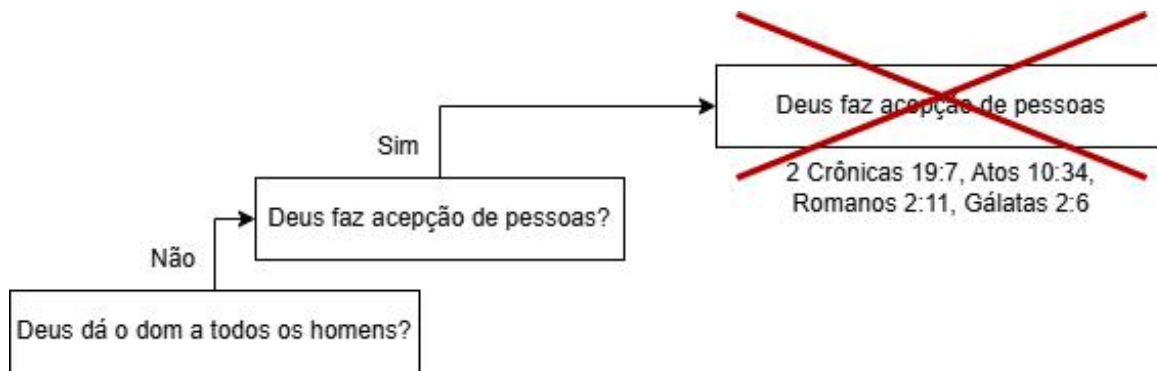 Deus faz acepção de pessoas
Sim
2 Crônicas 19:7, Atos 10:34,
Romanos 2:11, Gálatas 2:6
Deus faz acepção de pessoas?
Não
Deus dá o dom a todos os homens?